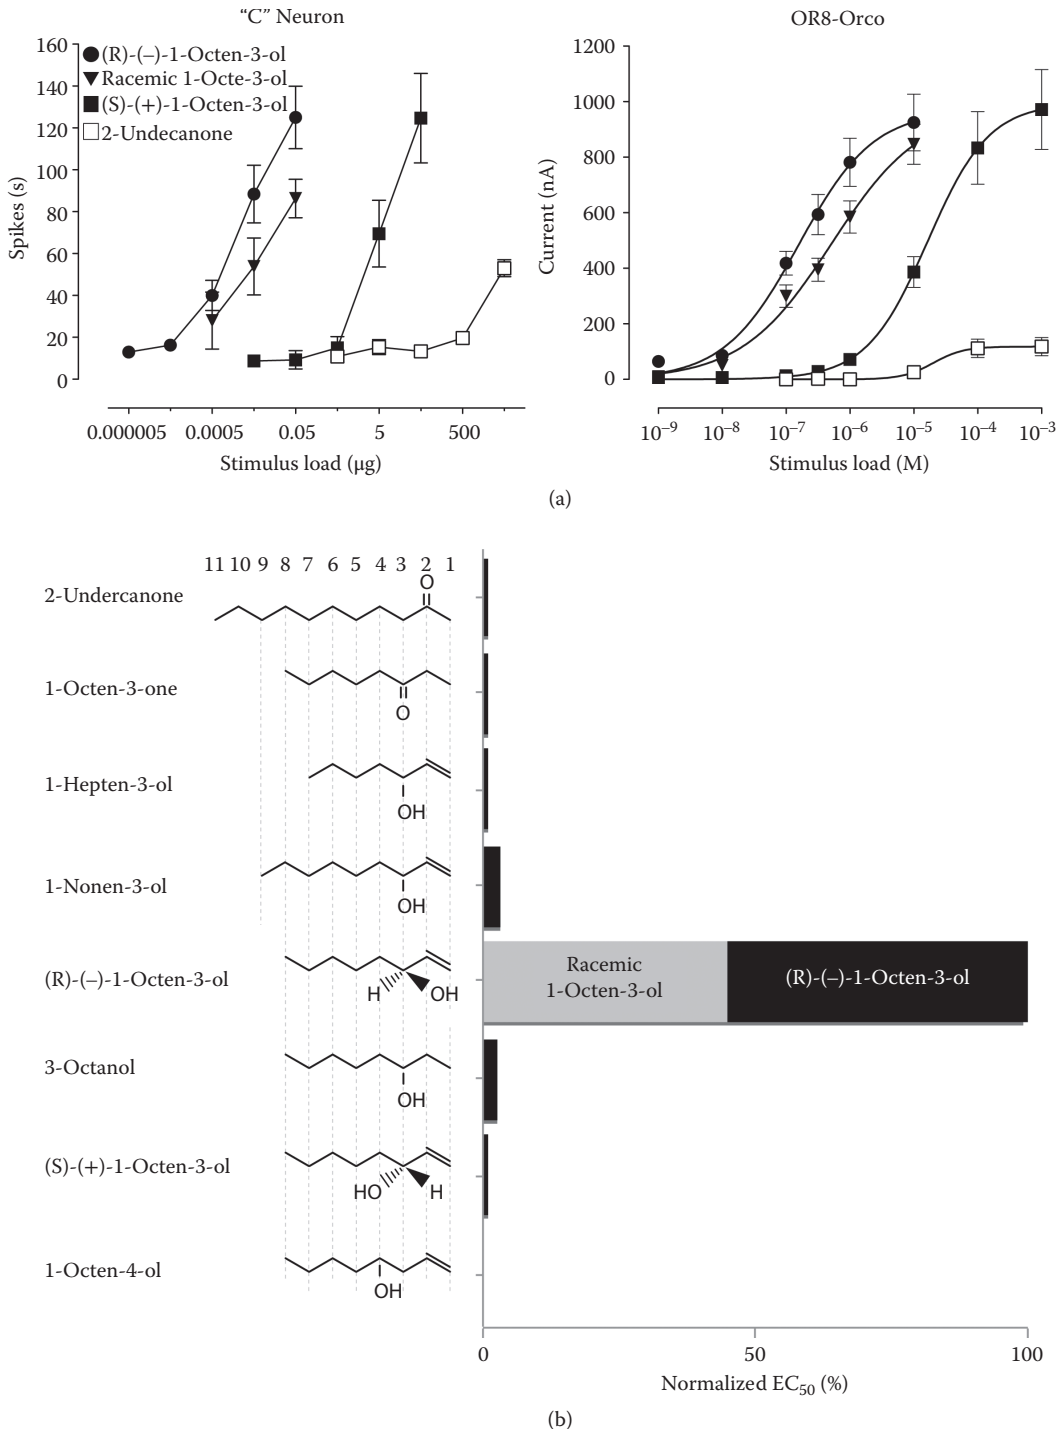 “C” Neuron
160
140
120
100
80
60
40
20
0
Spikes (s)
(R)-(–)-1-Octen-3-ol
Racemic 1-Octe-3-ol
(S)-(+)-1-Octen-3-ol
2-Undecanone
0.000005 0.0005 0.05 5 500
Stimulus load (μg)
OR8-Orco
1200
1000
800
600
400
200
0
Current (nA)
10–9 10–8 10–7 10–6 10–5 10–4 10–3
Stimulus load (M)
(a)
11 10 9 8 7 6 5 4 3 2 1
2-Undercanone
O
1-Octen-3-one
O
1-Hepten-3-ol
OH
1-Nonen-3-ol
OH
(R)-(–)-1-Octen-3-ol
H OH
Racemic
1-Octen-3-ol
(R)-(–)-1-Octen-3-ol
3-Octanol
OH
(S)-(+)-1-Octen-3-ol
HO H
1-Octen-4-ol
OH
0 50 100
Normalized EC50 (%)
(b)